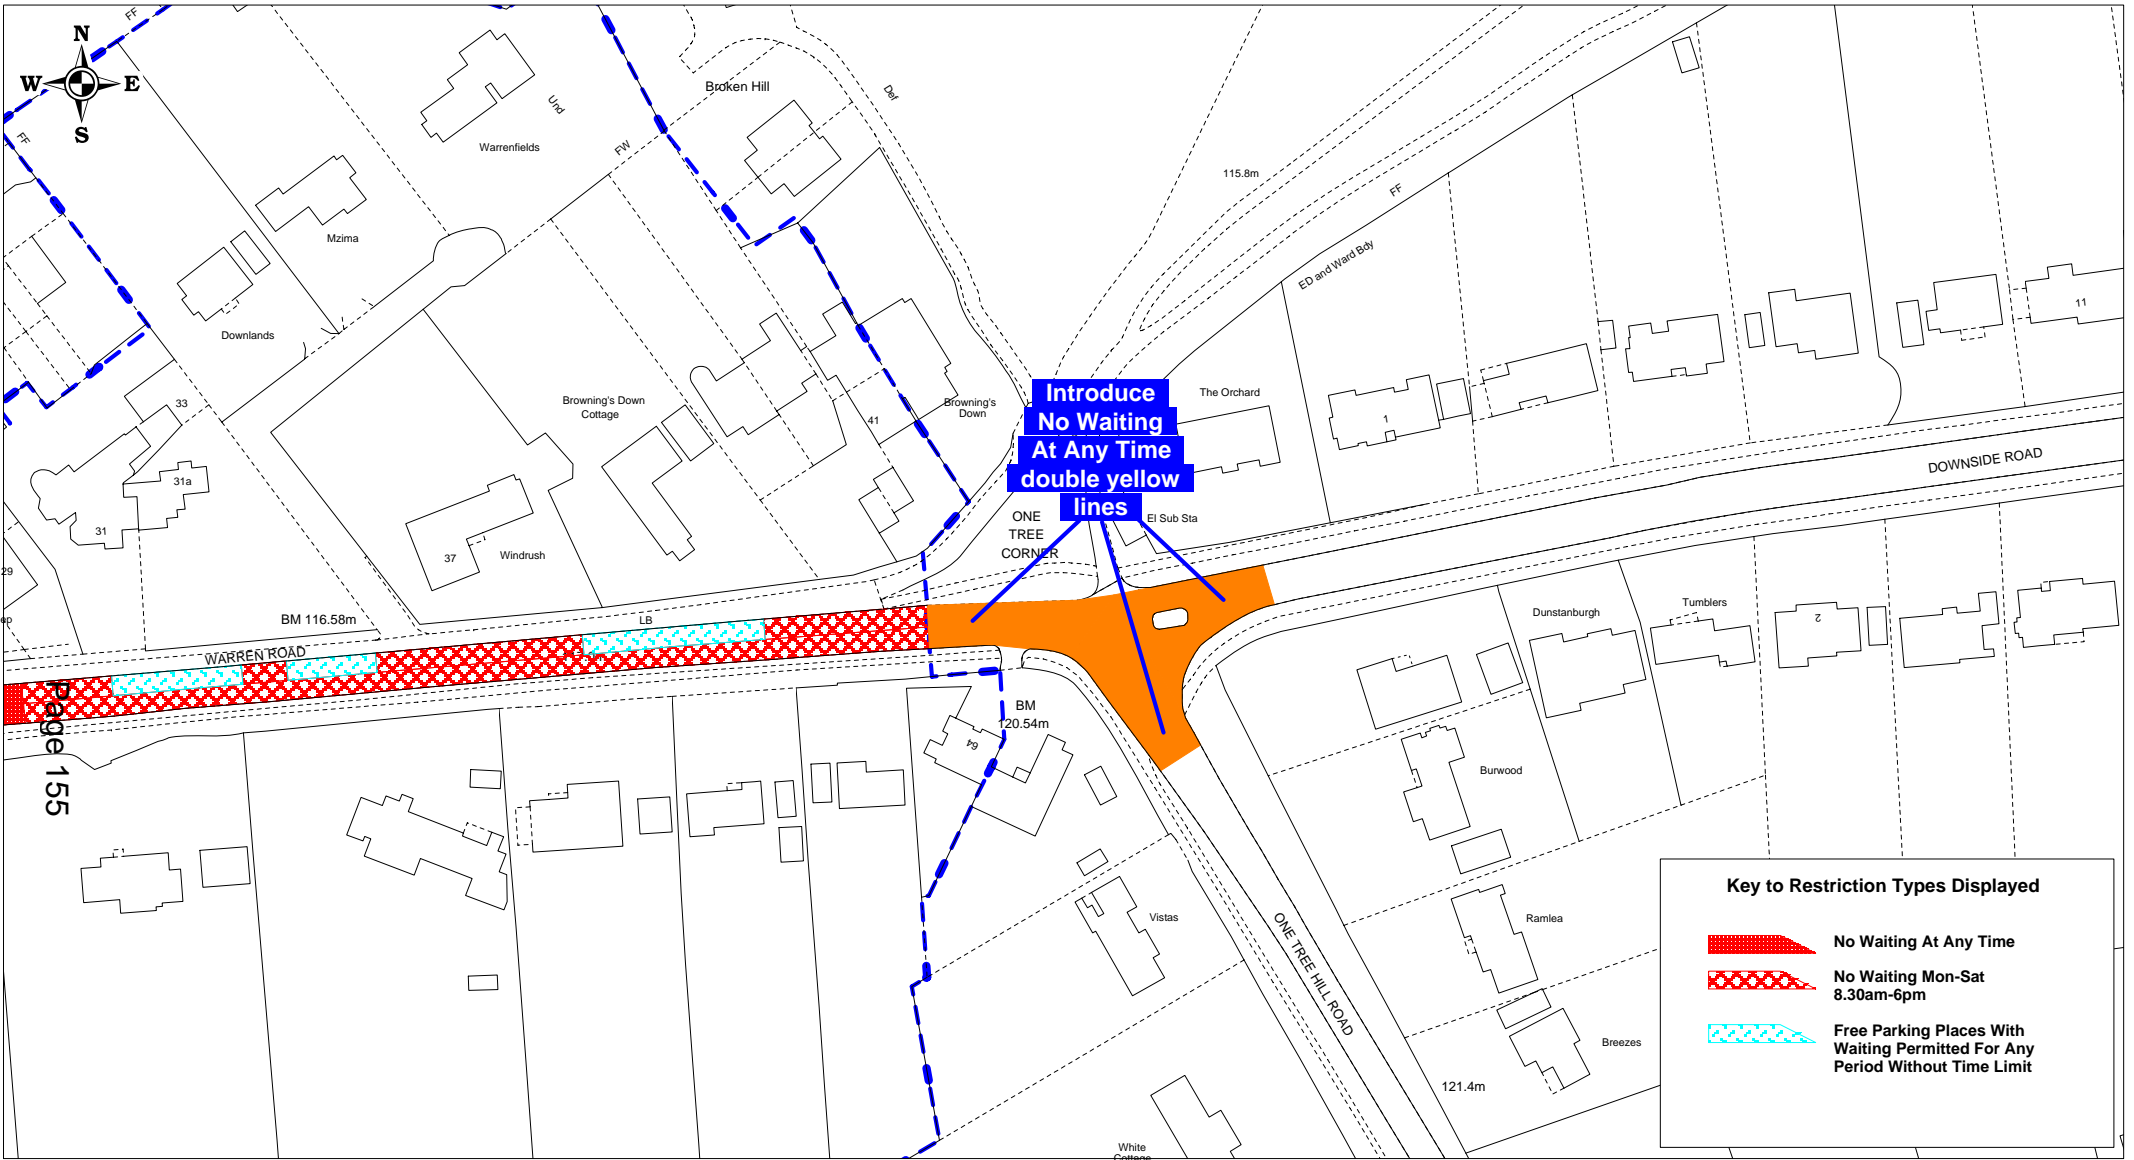 FF
N
W
E
S
FF
Und
Def
Broken Hill
Warrenfields
FW
115.8m
FF
Mzima
ED and Ward Bdy
Downlands
11
Introduce
No Waiting
At Any Time
double yellow
lines
The Orchard
Browning's Down
Cottage
Browning's
Down
33
41
1
31a
31
37
Windrush
ONE
TREE
CORNER
El Sub Sta
DOWNSIDE ROAD
29
BM 116.58m
LB
WARREN ROAD
Dunstanburgh
Tumblers
2
Page 155
BM
120.54m
64
Burwood
Vistas
Ramlea
ONE TREE HILL ROAD
Breezes
121.4m
White
Cottage
Key to Restriction Types Displayed
No Waiting At Any Time
No Waiting Mon-Sat
8.30am-6pm
Free Parking Places With
Waiting Permitted For Any
Period Without Time Limit